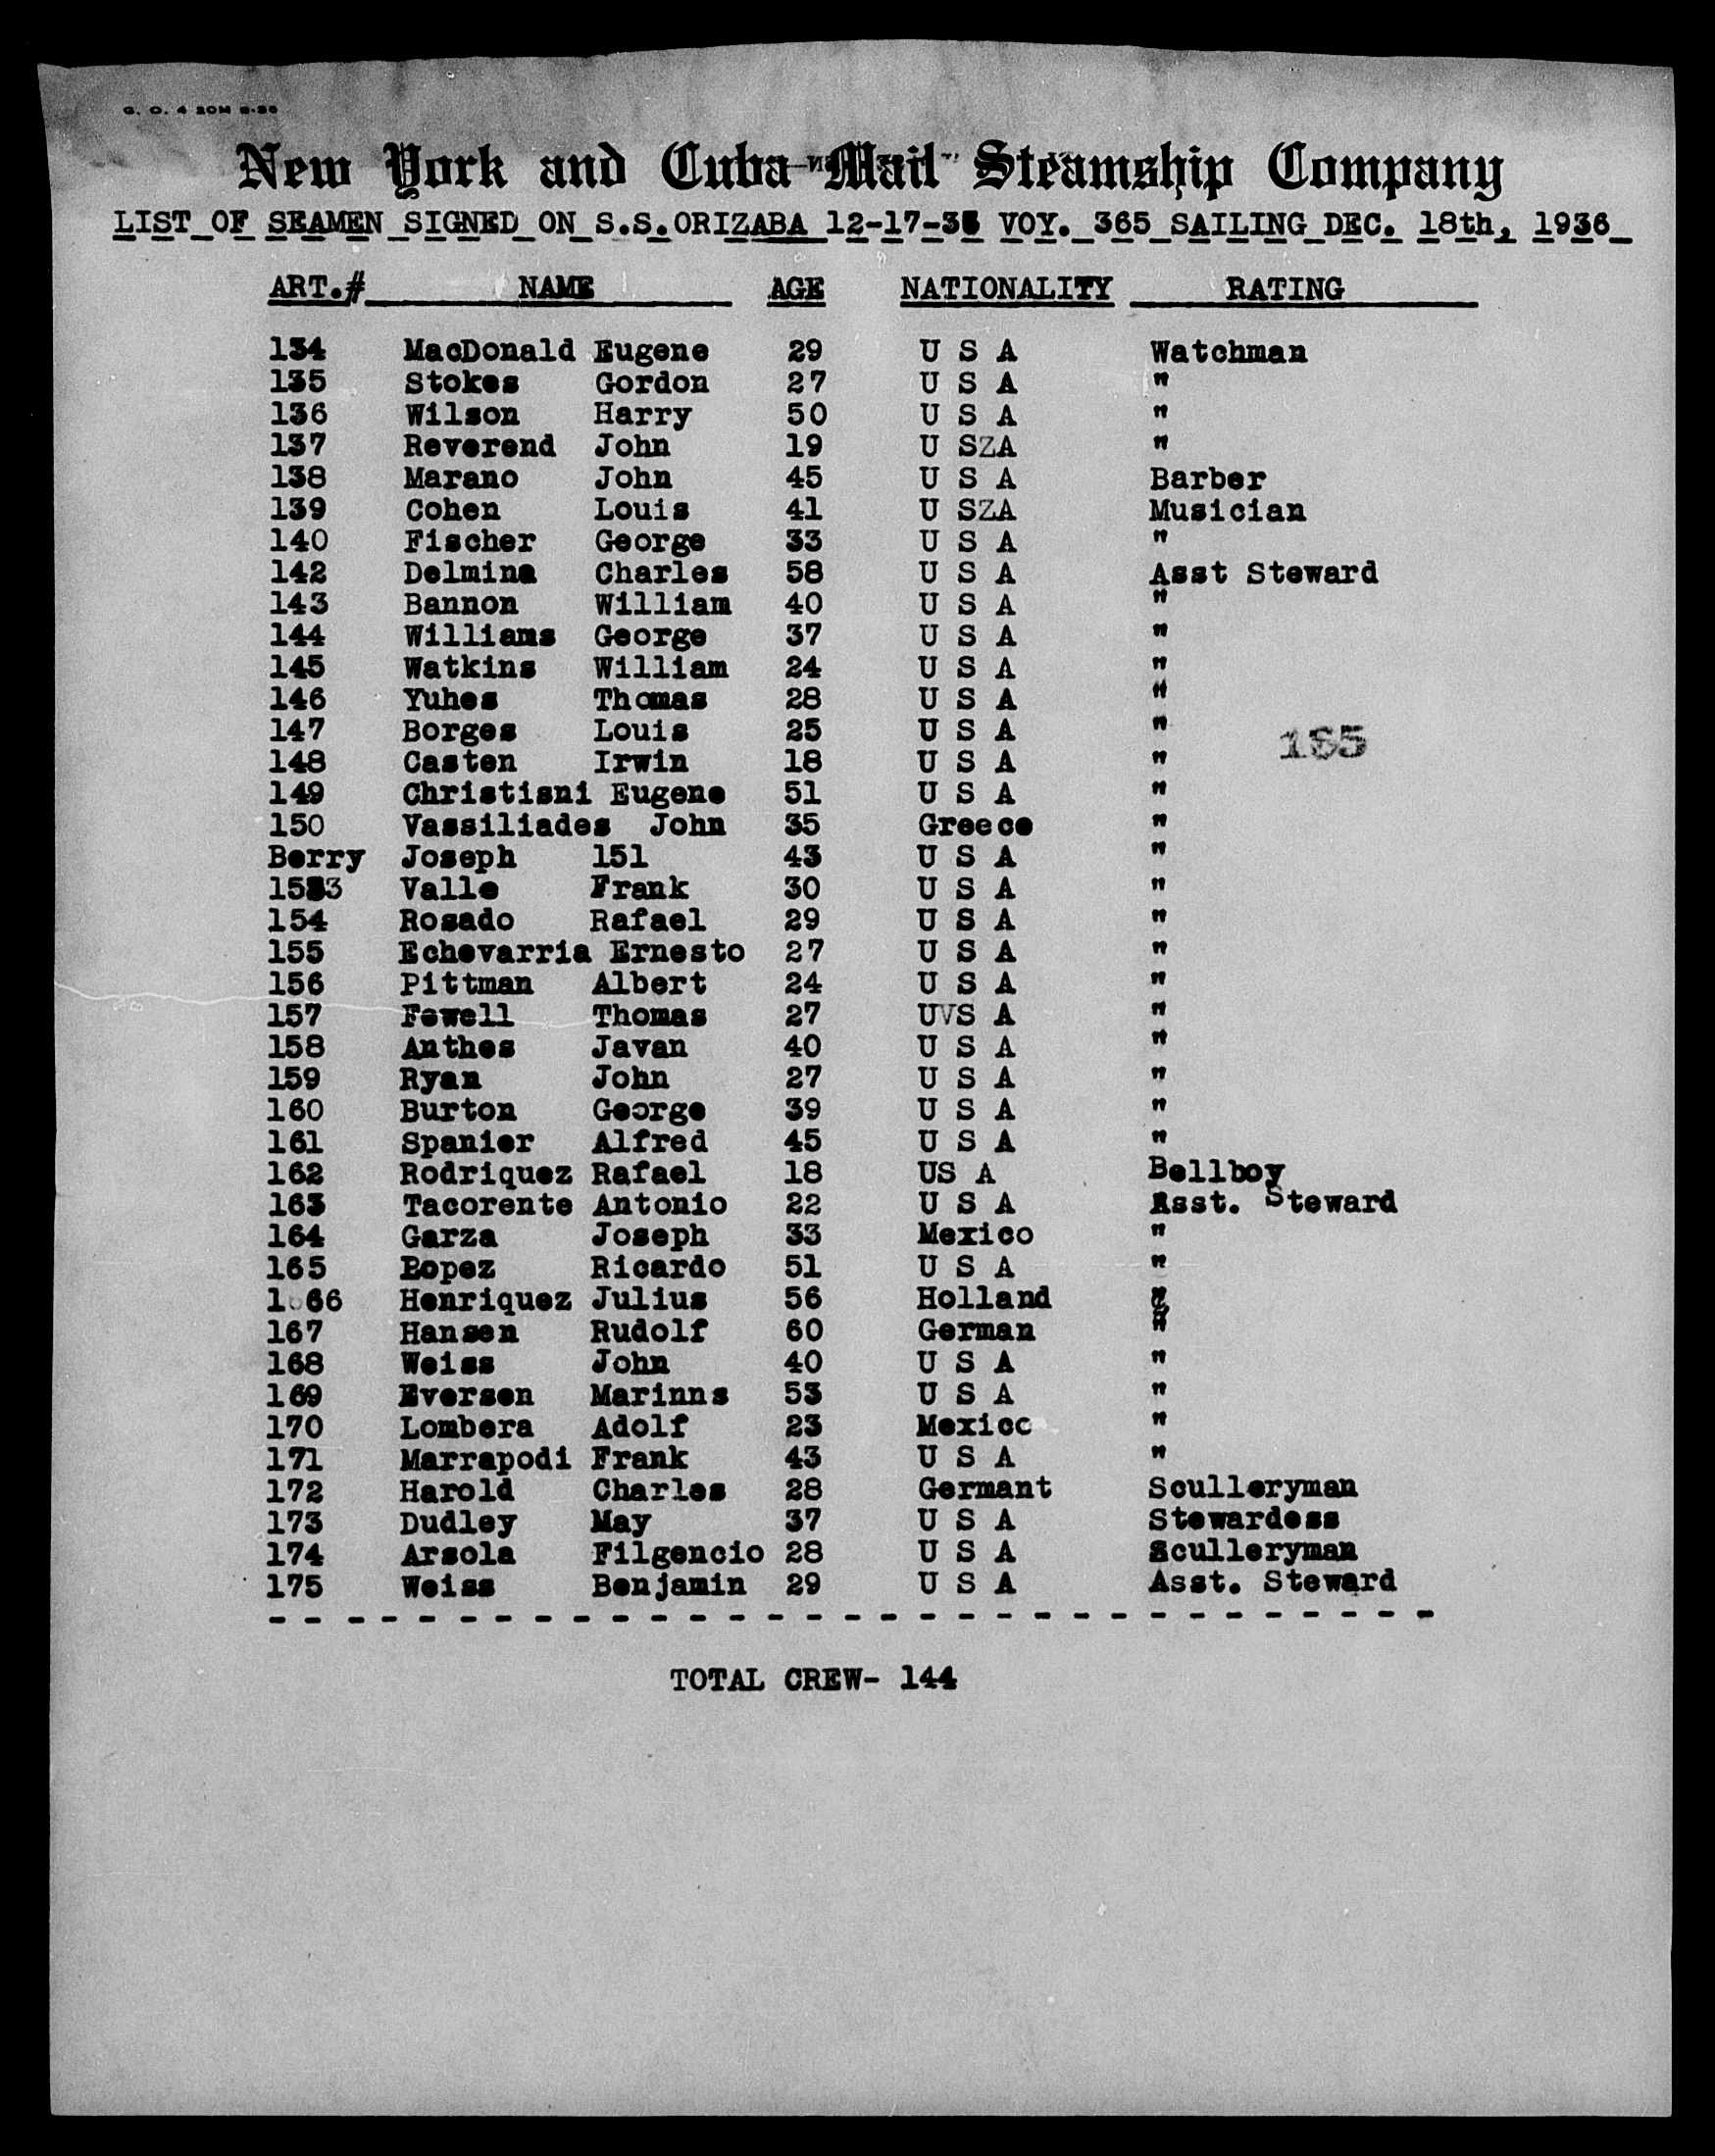 G. O. 4 20M 9-36
New York and Cuba Mail Steamship Company
LIST OF SEAMEN SIGNED ON S.S.ORIZABA 12-17-36 VOY. 365 SAILING DEC. 18th, 1936
ART.# NAME AGE NATIONALITY RATING
134 MacDonald Eugene 29 U S A Watchman
135 Stokes Gordon 27 U S A "
136 Wilson Harry 50 U S A "
137 Reverend John 19 U SZA "
138 Marano John 45 U S A Barber
139 Cohen Louis 41 U SZA Musician
140 Fischer George 33 U S A "
142 Delmina Charles 58 U S A Asst Steward
143 Bannon William 40 U S A "
144 Williams George 37 U S A "
145 Watkins William 24 U S A "
146 Yuhes Thomas 28 U S A "
147 Borges Louis 25 U S A "
185
148 Casten Irwin 18 U S A "
149 Christiani Eugene 51 U S A "
150 Vassiliades John 35 Greece "
Berry Joseph 151 43 U S A "
1533 Valle Frank 30 U S A "
154 Rosado Rafael 29 U S A "
155 Echevarria Ernesto 27 U S A "
156 Pittman Albert 24 U S A "
157 Fewell Thomas 27 UVS A "
158 Anthes Javan 40 U S A "
159 Ryan John 27 U S A "
160 Burton George 39 U S A "
161 Spanier Alfred 45 U S A "
162 Rodriquez Rafael 18 US A Bellboy
163 Tacorente Antonio 22 U S A Asst. Steward
164 Garza Joseph 33 Mexico "
165 Lopez Ricardo 51 U S A "
166 Henriquez Julius 56 Holland "
167 Hansen Rudolf 60 German "
168 Weiss John 40 U S A "
169 Eversen Marinns 53 U S A "
170 Lombera Adolf 23 Mexico "
171 Marrapodi Frank 43 U S A "
172 Harold Charles 28 Germant Sculleryman
173 Dudley May 37 U S A Stewardess
174 Arsola Filgencio 28 U S A Sculleryman
175 Weiss Benjamin 29 U S A Asst. Steward
- - - - - - - - - - - - - - - - - - - - - - - - - - - - - - -
TOTAL CREW- 144